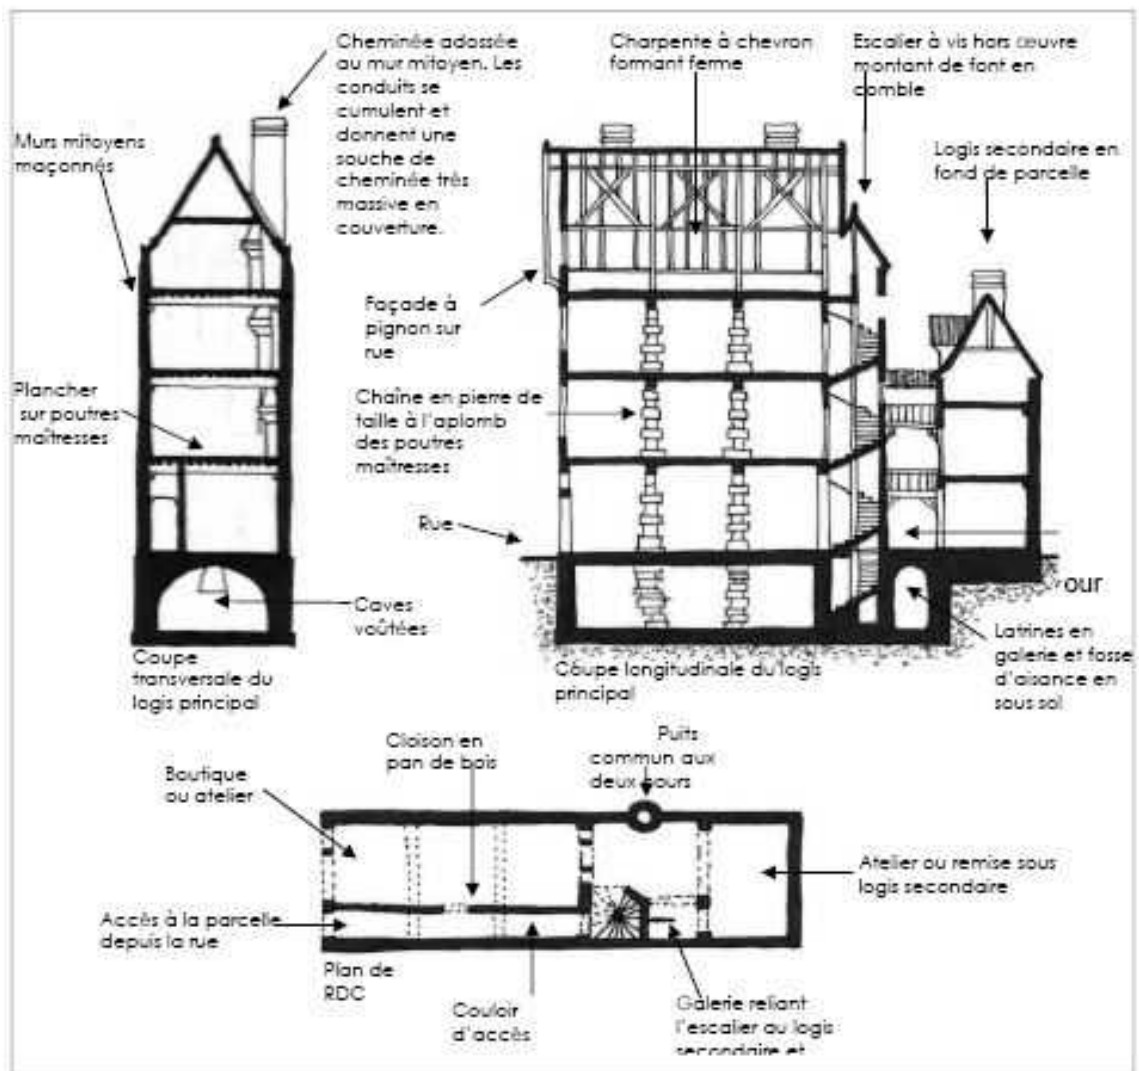 Cheminée adossée
au mur mitoyen. Les
conduits se
cumulent et
donnent une
souche de
cheminée très
massive en
couverture.
Charpente à chevron
formant ferme
Escalier à vis hors œuvre
montant de font en
comble
Murs mitoyens
maçonnés
Logis secondaire en
fond de parcelle
Façade à
pignon sur
rue
Plancher
sur poutres
maîtresses
Chaîne en pierre de
taille à l'aplomb
des poutres
maîtresses
Rue
our
Caves
voûtées
Latrines en
galerie et fosse
d'aisance en
sous sol
Coupe
transversale du
logis principal
Coupe longitudinale du logis
principal
Cloison en
pan de bois
Puits
commun aux
deux cours
Boutique
ou atelier
Atelier ou remise sous
logis secondaire
Accès à la parcelle
depuis la rue
Plan de
RDC
Couloir
d'accès
Galerie reliant
l'escalier au logis
secondaire et